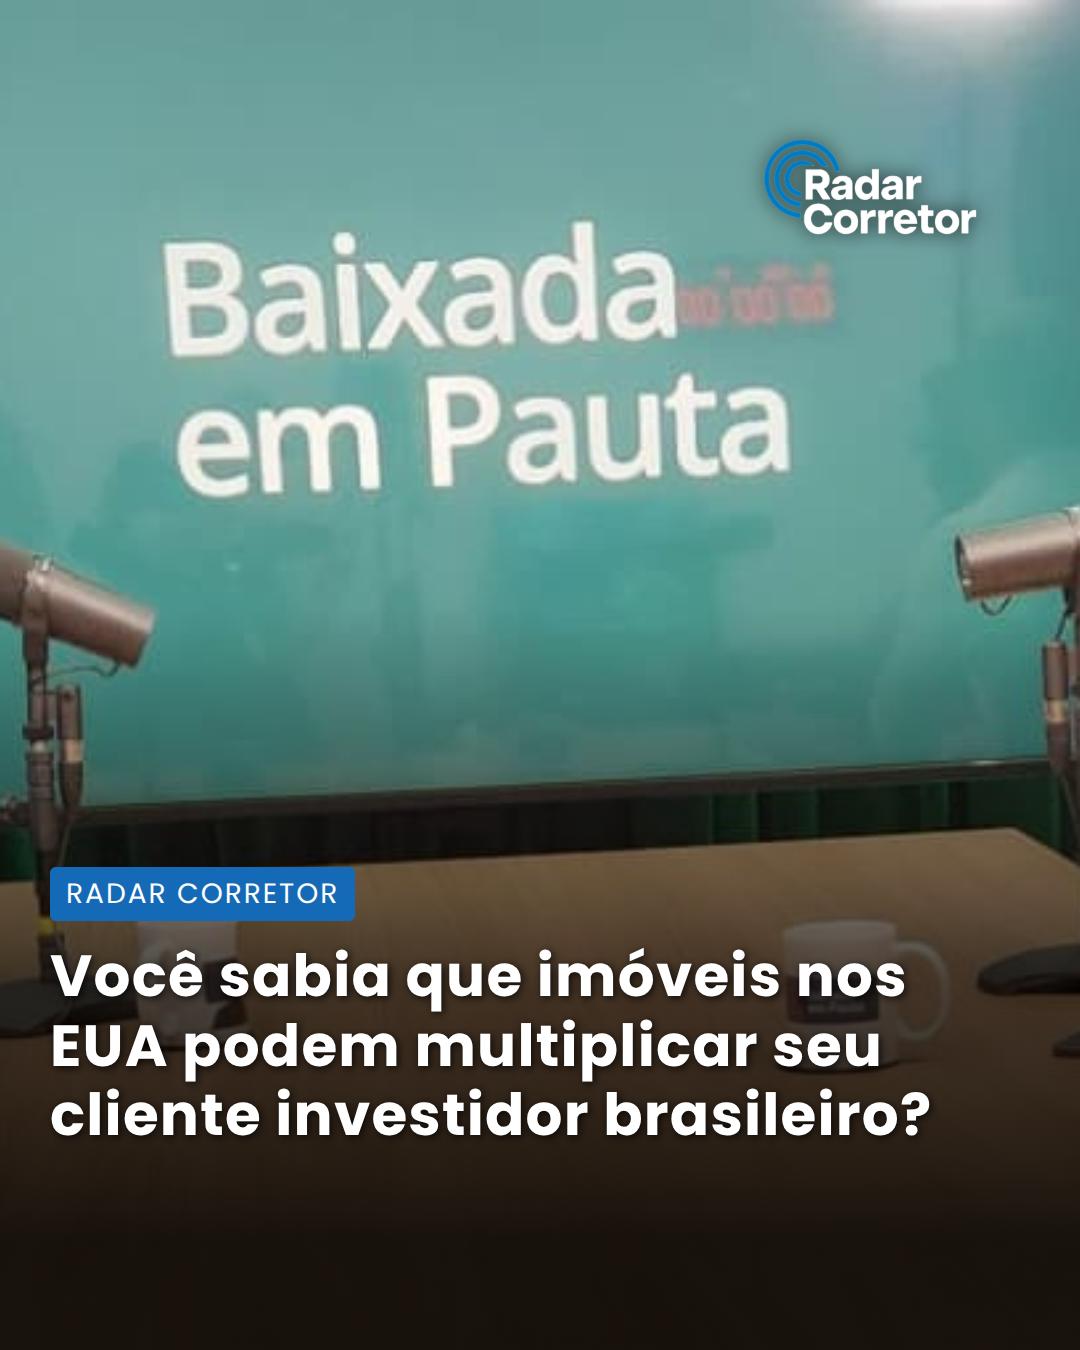 Radar
Corretor
Baixada
em Pauta
RADAR CORRETOR
Você sabia que imóveis nos
EUA podem multiplicar seu
cliente investidor brasileiro?